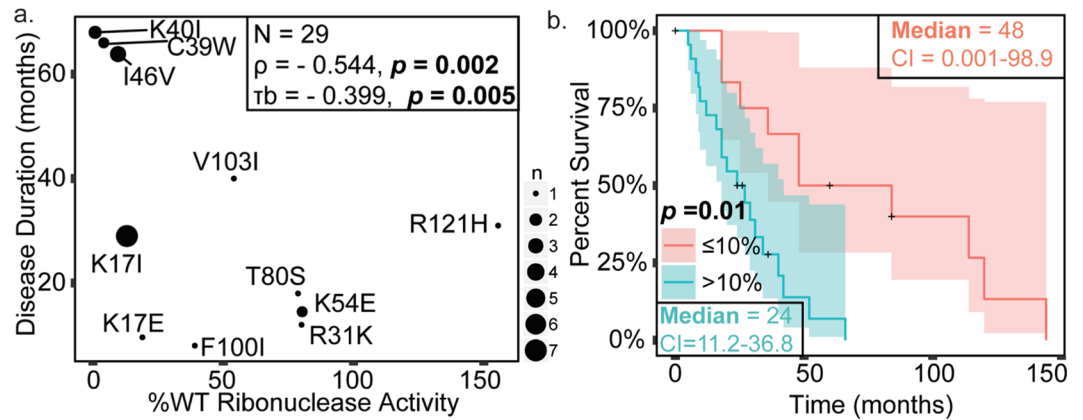 a.
Disease Duration (months)
60
40
20
K40I
C39W
I46V
N = 29
ρ = - 0.544, p = 0.002
τb = - 0.399, p = 0.005
V103I
R121H
K17I
T80S
K54E
K17E
R31K
F100I
0
50
100
150
%WT Ribonuclease Activity
n
1
2
3
4
5
6
7
b.
Percent Survival
100%
75%
50%
25%
0%
Median = 48
CI = 0.001-98.9
p =0.01
≤10%
>10%
Median = 24
CI=11.2-36.8
0
50
100
150
Time (months)